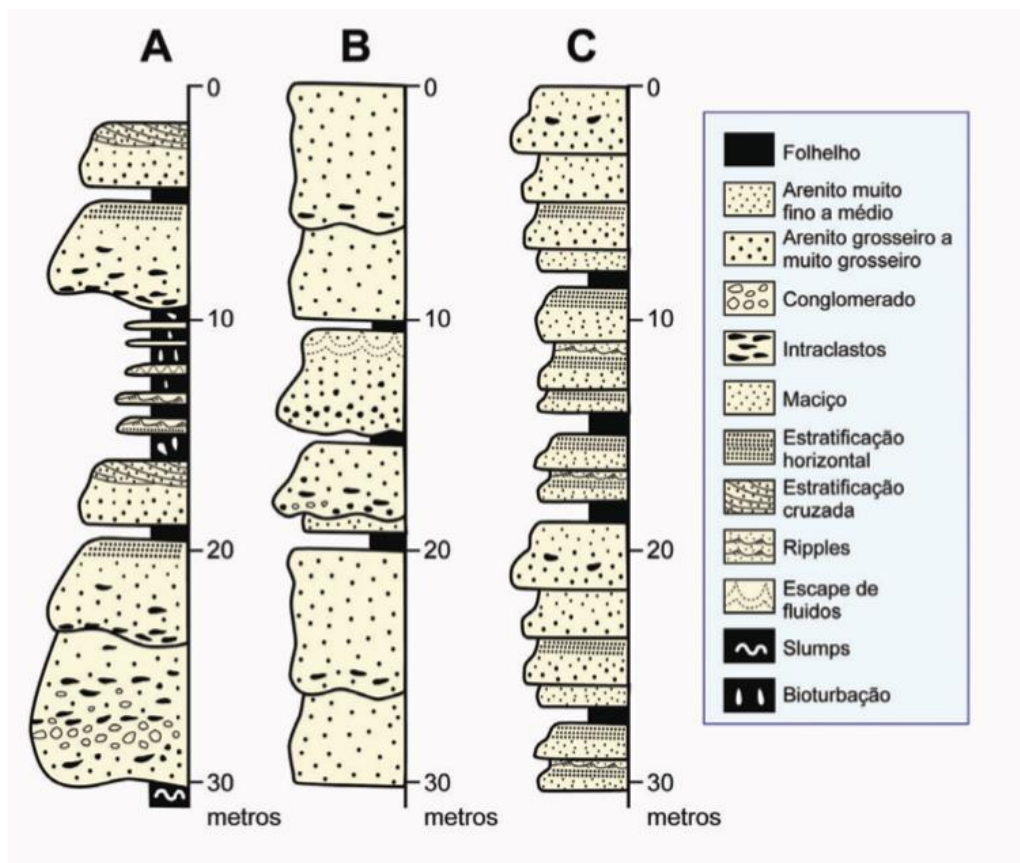 A
B
C
0
10
20
30
metros
0
10
20
30
metros
0
10
20
30
metros
Folhelho
Arenito muito
fino a médio
Arenito grosseiro a
muito grosseiro
Conglomerado
Intraclastos
Maciço
Estratificação
horizontal
Estratificação
cruzada
Ripples
Escape de
fluidos
Slumps
Bioturbação